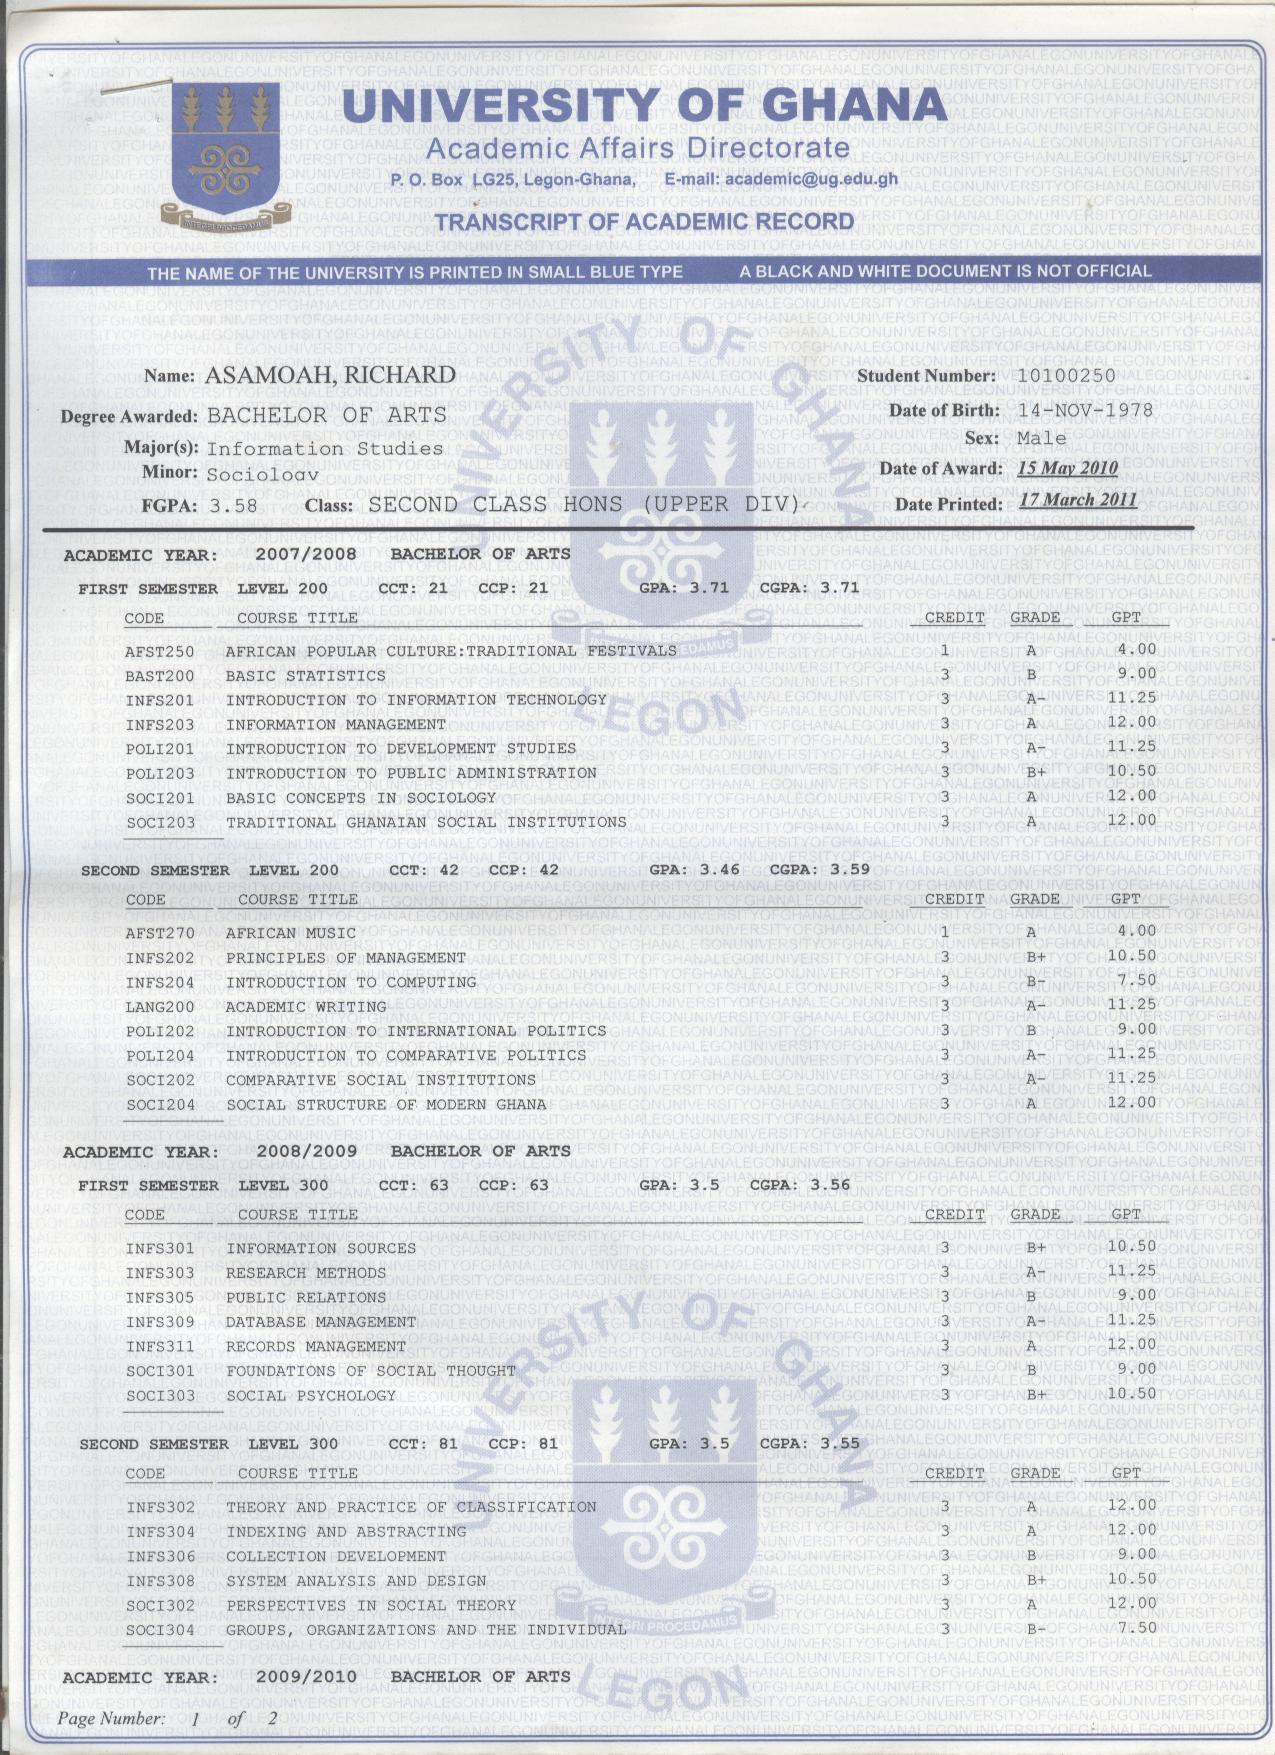 UNIVERSITY OF GHANA
Academic Affairs Directorate
P. O. Box LG25, Legon-Ghana, E-mail: academic@ug.edu.gh
TRANSCRIPT OF ACADEMIC RECORD
INTEGRI PROCEDAMUS
THE NAME OF THE UNIVERSITY IS PRINTED IN SMALL BLUE TYPE A BLACK AND WHITE DOCUMENT IS NOT OFFICIAL
Name: ASAMOAH, RICHARD Student Number: 10100250
Degree Awarded: BACHELOR OF ARTS Date of Birth: 14-NOV-1978
Major(s): Information Studies Sex: Male
Minor: Sociology Date of Award: 15 May 2010
FGPA: 3.58 Class: SECOND CLASS HONS (UPPER DIV) Date Printed: 17 March 2011
ACADEMIC YEAR: 2007/2008 BACHELOR OF ARTS
FIRST SEMESTER LEVEL 200 CCT: 21 CCP: 21 GPA: 3.71 CGPA: 3.71
CODE COURSE TITLE CREDIT GRADE GPT
AFST250 AFRICAN POPULAR CULTURE:TRADITIONAL FESTIVALS 1 A 4.00
BAST200 BASIC STATISTICS 3 B 9.00
INFS201 INTRODUCTION TO INFORMATION TECHNOLOGY 3 A- 11.25
INFS203 INFORMATION MANAGEMENT 3 A 12.00
POLI201 INTRODUCTION TO DEVELOPMENT STUDIES 3 A- 11.25
POLI203 INTRODUCTION TO PUBLIC ADMINISTRATION 3 B+ 10.50
SOCI201 BASIC CONCEPTS IN SOCIOLOGY 3 A 12.00
SOCI203 TRADITIONAL GHANAIAN SOCIAL INSTITUTIONS 3 A 12.00
SECOND SEMESTER LEVEL 200 CCT: 42 CCP: 42 GPA: 3.46 CGPA: 3.59
CODE COURSE TITLE CREDIT GRADE GPT
AFST270 AFRICAN MUSIC 1 A 4.00
INFS202 PRINCIPLES OF MANAGEMENT 3 B+ 10.50
INFS204 INTRODUCTION TO COMPUTING 3 B- 7.50
LANG200 ACADEMIC WRITING 3 A- 11.25
POLI202 INTRODUCTION TO INTERNATIONAL POLITICS 3 B 9.00
POLI204 INTRODUCTION TO COMPARATIVE POLITICS 3 A- 11.25
SOCI202 COMPARATIVE SOCIAL INSTITUTIONS 3 A- 11.25
SOCI204 SOCIAL STRUCTURE OF MODERN GHANA 3 A 12.00
ACADEMIC YEAR: 2008/2009 BACHELOR OF ARTS
FIRST SEMESTER LEVEL 300 CCT: 63 CCP: 63 GPA: 3.5 CGPA: 3.56
CODE COURSE TITLE CREDIT GRADE GPT
INFS301 INFORMATION SOURCES 3 B+ 10.50
INFS303 RESEARCH METHODS 3 A- 11.25
INFS305 PUBLIC RELATIONS 3 B 9.00
INFS309 DATABASE MANAGEMENT 3 A- 11.25
INFS311 RECORDS MANAGEMENT 3 A 12.00
SOCI301 FOUNDATIONS OF SOCIAL THOUGHT 3 B 9.00
SOCI303 SOCIAL PSYCHOLOGY 3 B+ 10.50
SECOND SEMESTER LEVEL 300 CCT: 81 CCP: 81 GPA: 3.5 CGPA: 3.55
CODE COURSE TITLE CREDIT GRADE GPT
INFS302 THEORY AND PRACTICE OF CLASSIFICATION 3 A 12.00
INFS304 INDEXING AND ABSTRACTING 3 A 12.00
INFS306 COLLECTION DEVELOPMENT 3 B 9.00
INFS308 SYSTEM ANALYSIS AND DESIGN 3 B+ 10.50
SOCI302 PERSPECTIVES IN SOCIAL THEORY 3 A 12.00
SOCI304 GROUPS, ORGANIZATIONS AND THE INDIVIDUAL 3 B- 7.50
ACADEMIC YEAR: 2009/2010 BACHELOR OF ARTS
Page Number: 1 of 2
UNIVERSITY OF GHANA
LEGON
UNIVERSITY OF GHANA
INTEGRI PROCEDAMUS
LEGON